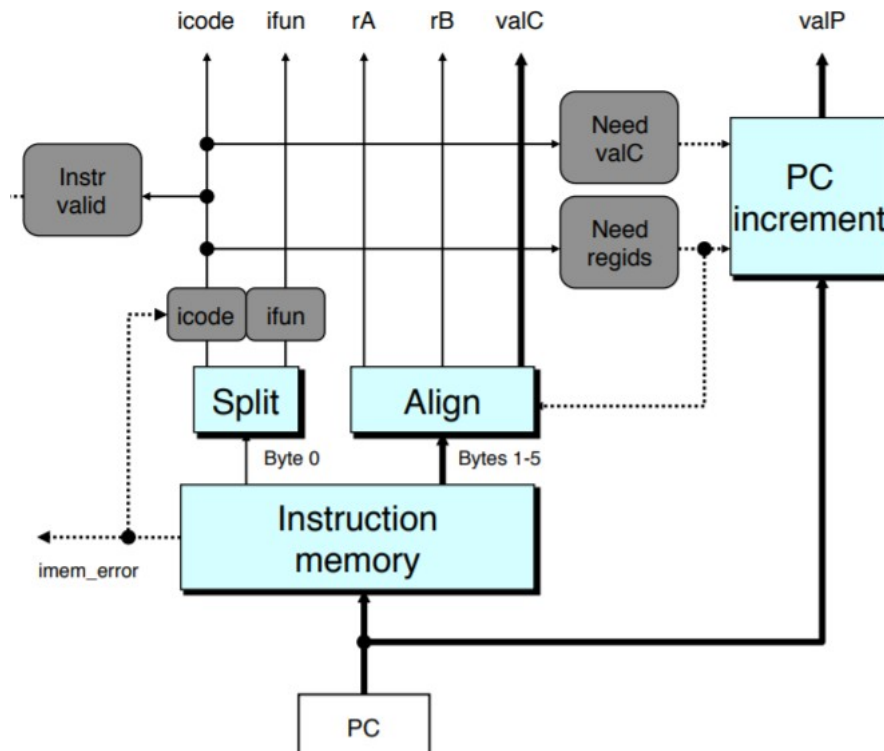 icode ifun rA rB valC valP
Need
valC
Instr
valid
PC
increment
Need
regids
icode ifun
Split Align
Byte 0 Bytes 1-5
Instruction
memory
imem_error
PC